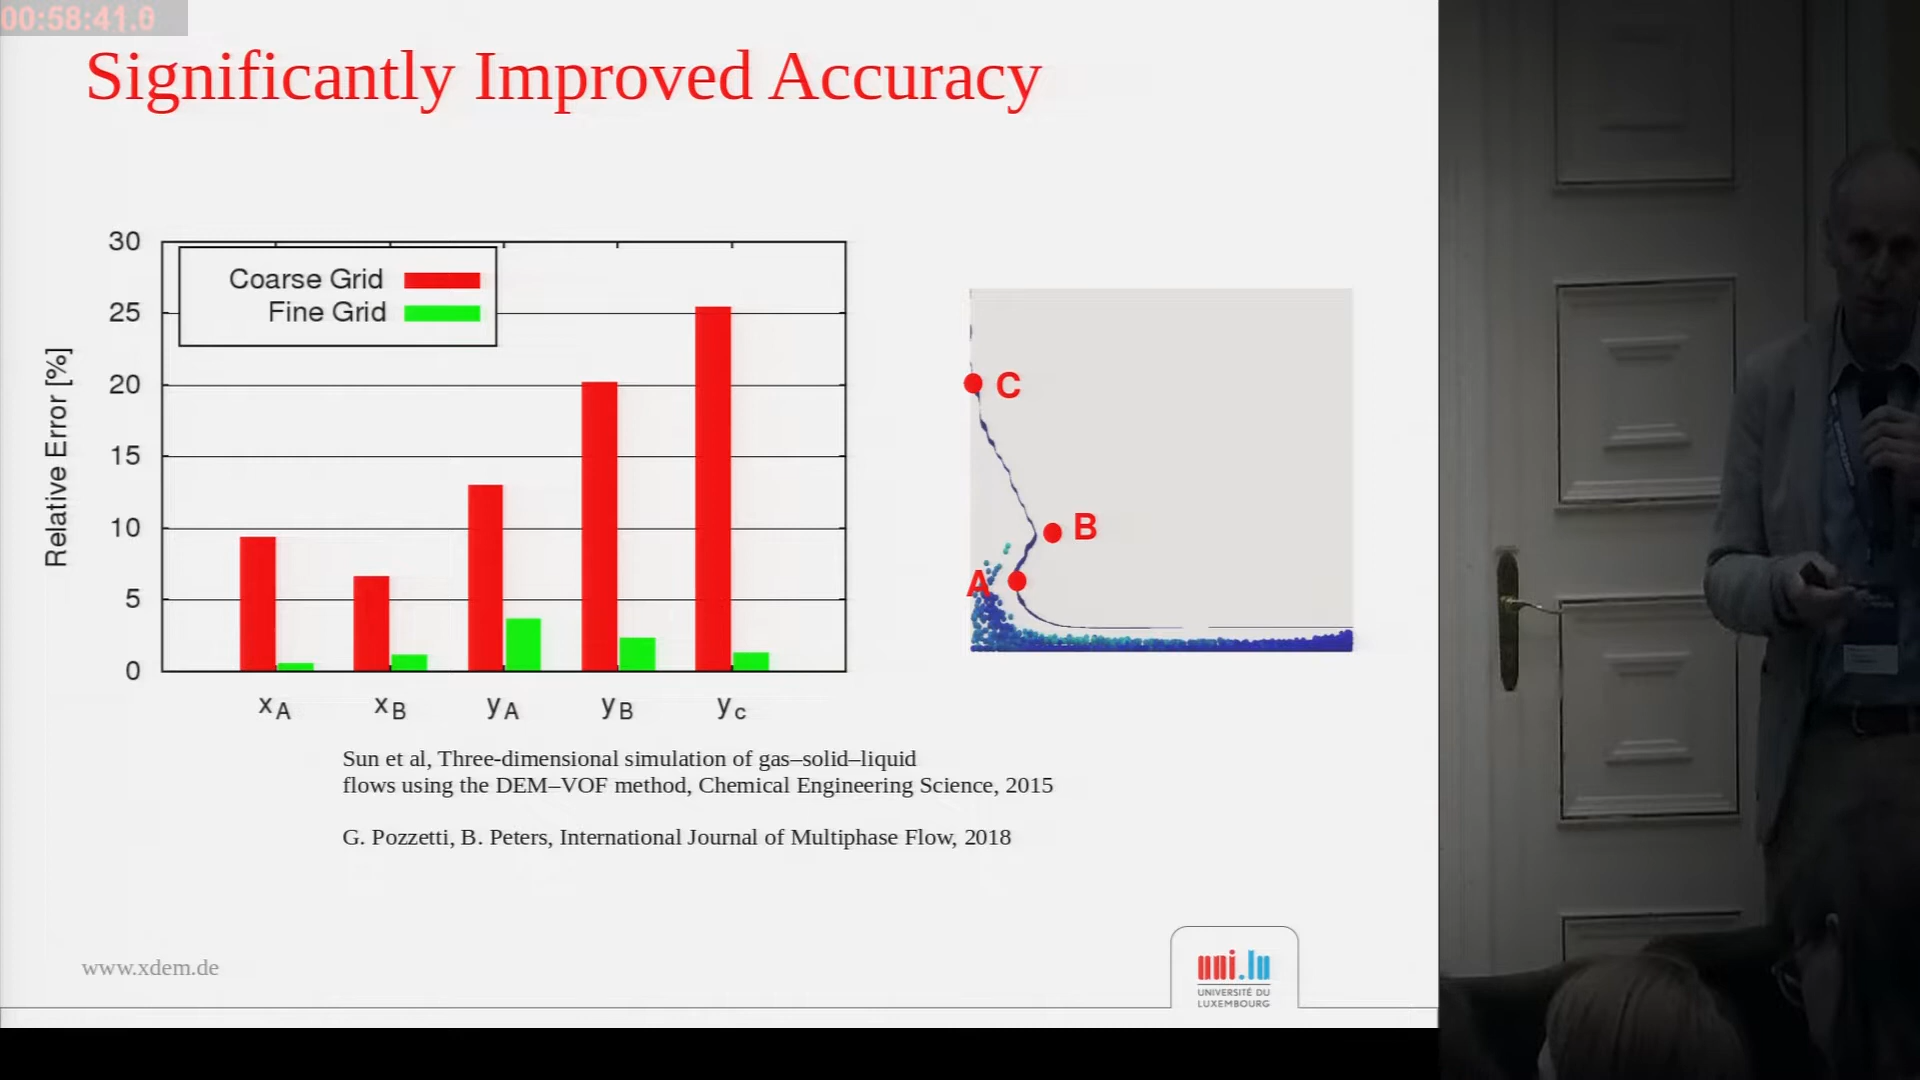 00:58:41.0
Significantly Improved Accuracy
30
25
20
15
10
5
0
Relative Error [%]
Coarse Grid
Fine Grid
xA
xB
yA
yB
yc
C
B
A
Sun et al, Three-dimensional simulation of gas–solid–liquid
flows using the DEM–VOF method, Chemical Engineering Science, 2015
G. Pozzetti, B. Peters, International Journal of Multiphase Flow, 2018
www.xdem.de
uni.lu
UNIVERSITÉ DU
LUXEMBOURG